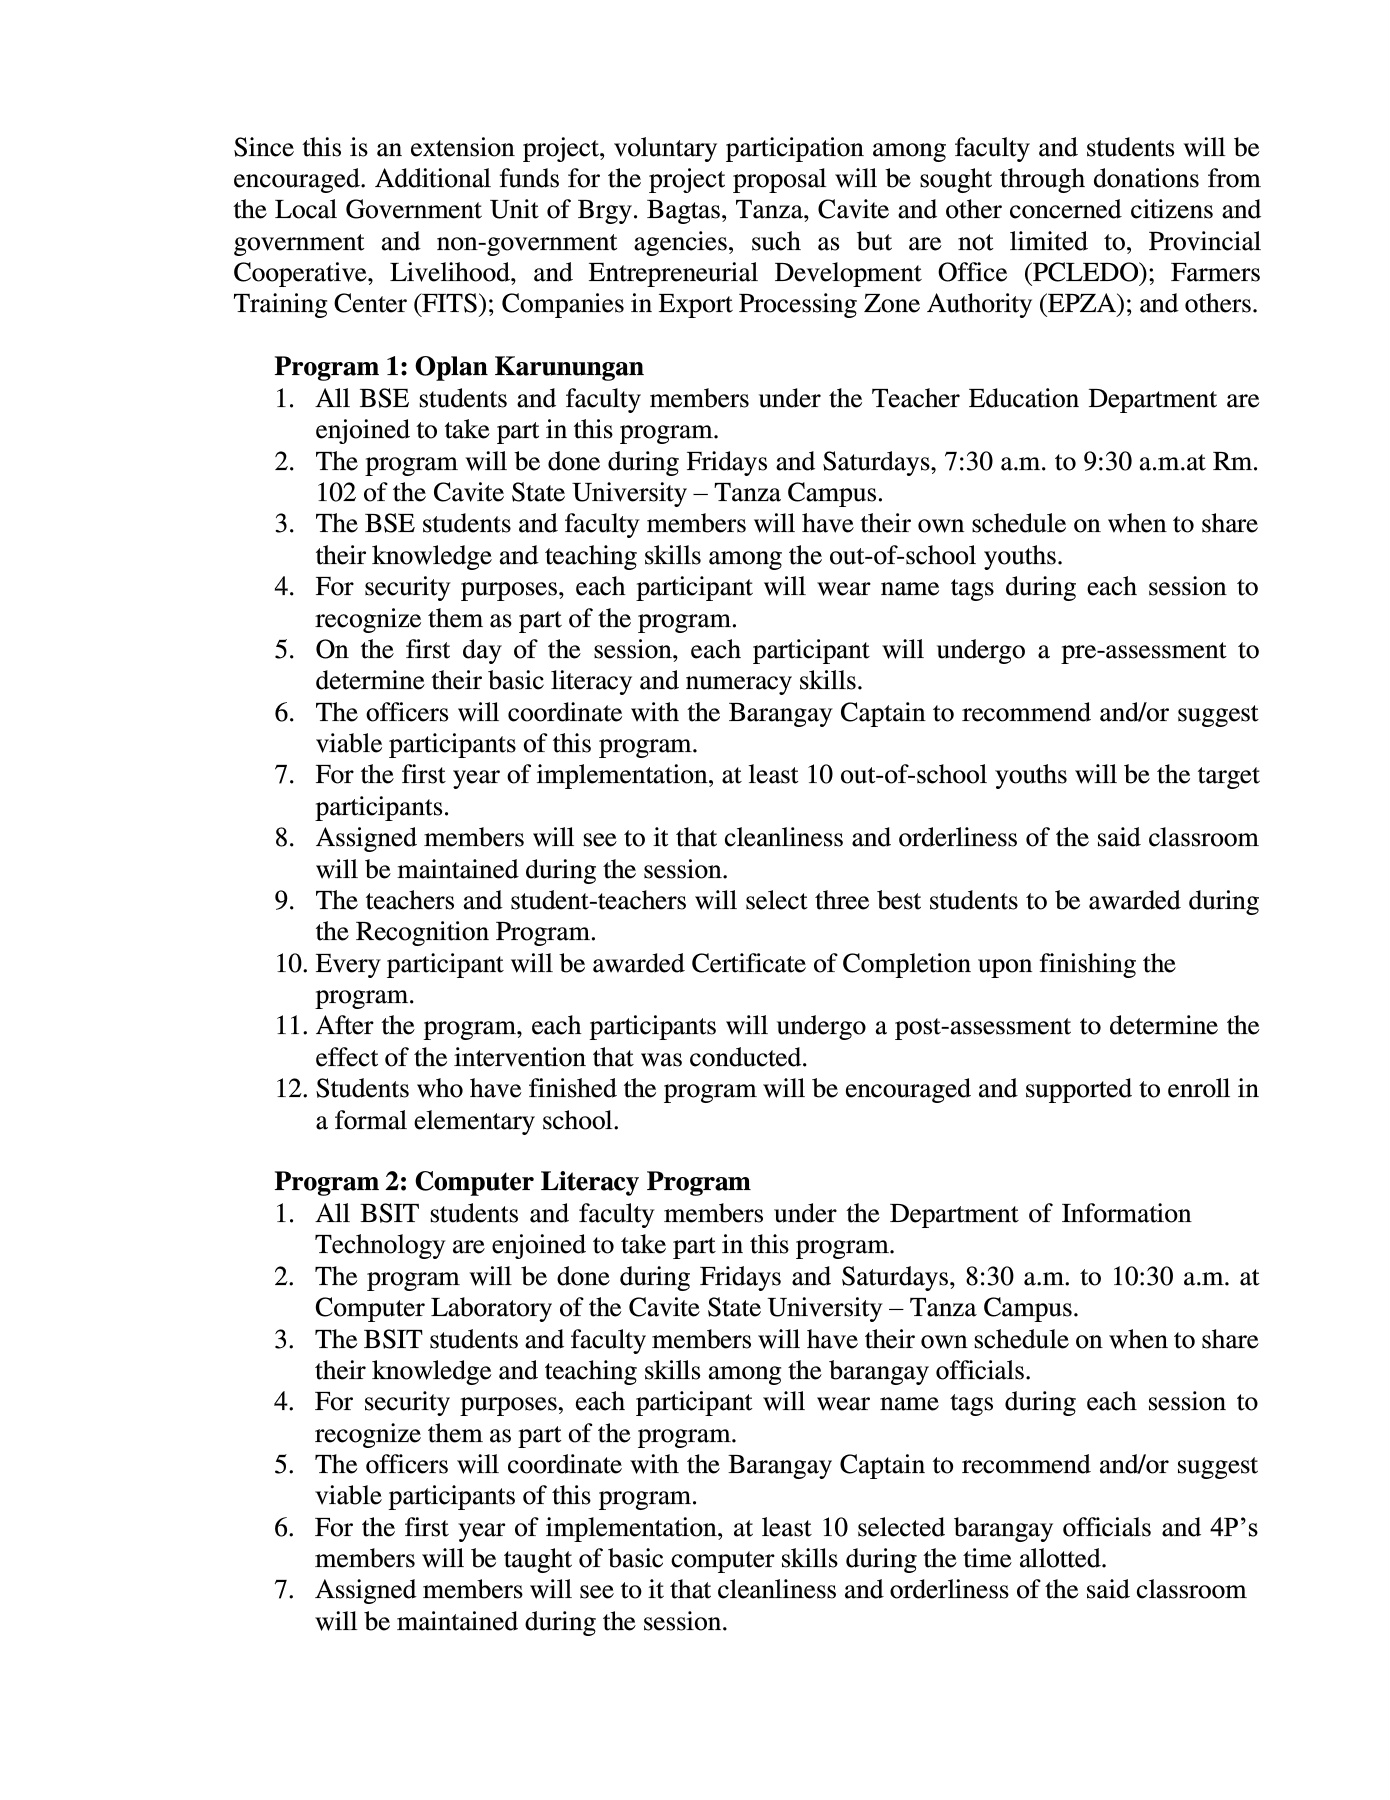 Since this is an extension project, voluntary participation among faculty and students will be
encouraged. Additional funds for the project proposal will be sought through donations from
the Local Government Unit of Brgy. Bagtas, Tanza, Cavite and other concerned citizens and
government and non-government agencies, such as but are not limited to, Provincial
Cooperative, Livelihood, and Entrepreneurial Development Office (PCLEDO); Farmers
Training Center (FITS); Companies in Export Processing Zone Authority (EPZA); and others.
Program 1: Oplan Karunungan
1. All BSE students and faculty members under the Teacher Education Department are
enjoined to take part in this program.
2. The program will be done during Fridays and Saturdays, 7:30 a.m. to 9:30 a.m.at Rm.
102 of the Cavite State University – Tanza Campus.
3. The BSE students and faculty members will have their own schedule on when to share
their knowledge and teaching skills among the out-of-school youths.
4. For security purposes, each participant will wear name tags during each session to
recognize them as part of the program.
5. On the first day of the session, each participant will undergo a pre-assessment to
determine their basic literacy and numeracy skills.
6. The officers will coordinate with the Barangay Captain to recommend and/or suggest
viable participants of this program.
7. For the first year of implementation, at least 10 out-of-school youths will be the target
participants.
8. Assigned members will see to it that cleanliness and orderliness of the said classroom
will be maintained during the session.
9. The teachers and student-teachers will select three best students to be awarded during
the Recognition Program.
10. Every participant will be awarded Certificate of Completion upon finishing the
program.
11. After the program, each participants will undergo a post-assessment to determine the
effect of the intervention that was conducted.
12. Students who have finished the program will be encouraged and supported to enroll in
a formal elementary school.
Program 2: Computer Literacy Program
1. All BSIT students and faculty members under the Department of Information
Technology are enjoined to take part in this program.
2. The program will be done during Fridays and Saturdays, 8:30 a.m. to 10:30 a.m. at
Computer Laboratory of the Cavite State University – Tanza Campus.
3. The BSIT students and faculty members will have their own schedule on when to share
their knowledge and teaching skills among the barangay officials.
4. For security purposes, each participant will wear name tags during each session to
recognize them as part of the program.
5. The officers will coordinate with the Barangay Captain to recommend and/or suggest
viable participants of this program.
6. For the first year of implementation, at least 10 selected barangay officials and 4P’s
members will be taught of basic computer skills during the time allotted.
7. Assigned members will see to it that cleanliness and orderliness of the said classroom
will be maintained during the session.